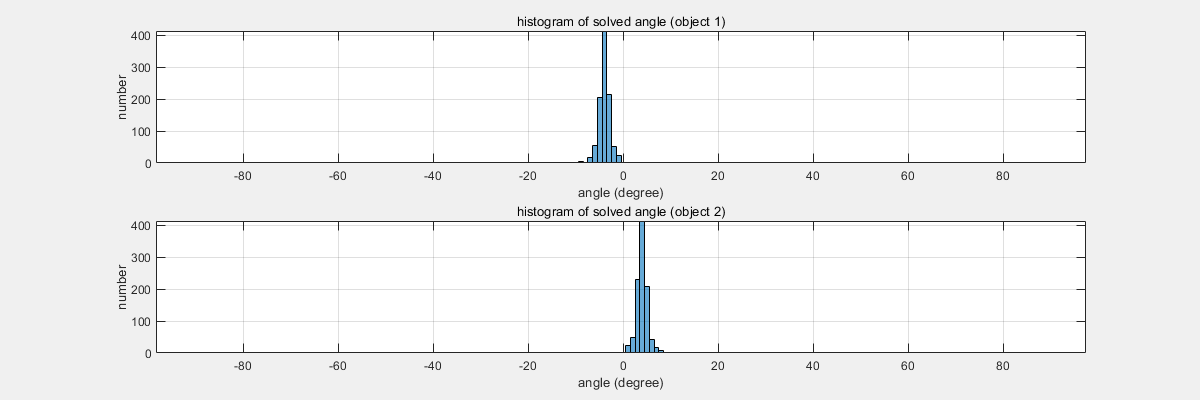 histogram of solved angle (object 1)
400
300
200
100
0
number
-80 -60 -40 -20 0 20 40 60 80
angle (degree)
histogram of solved angle (object 2)
400
300
200
100
0
number
-80 -60 -40 -20 0 20 40 60 80
angle (degree)